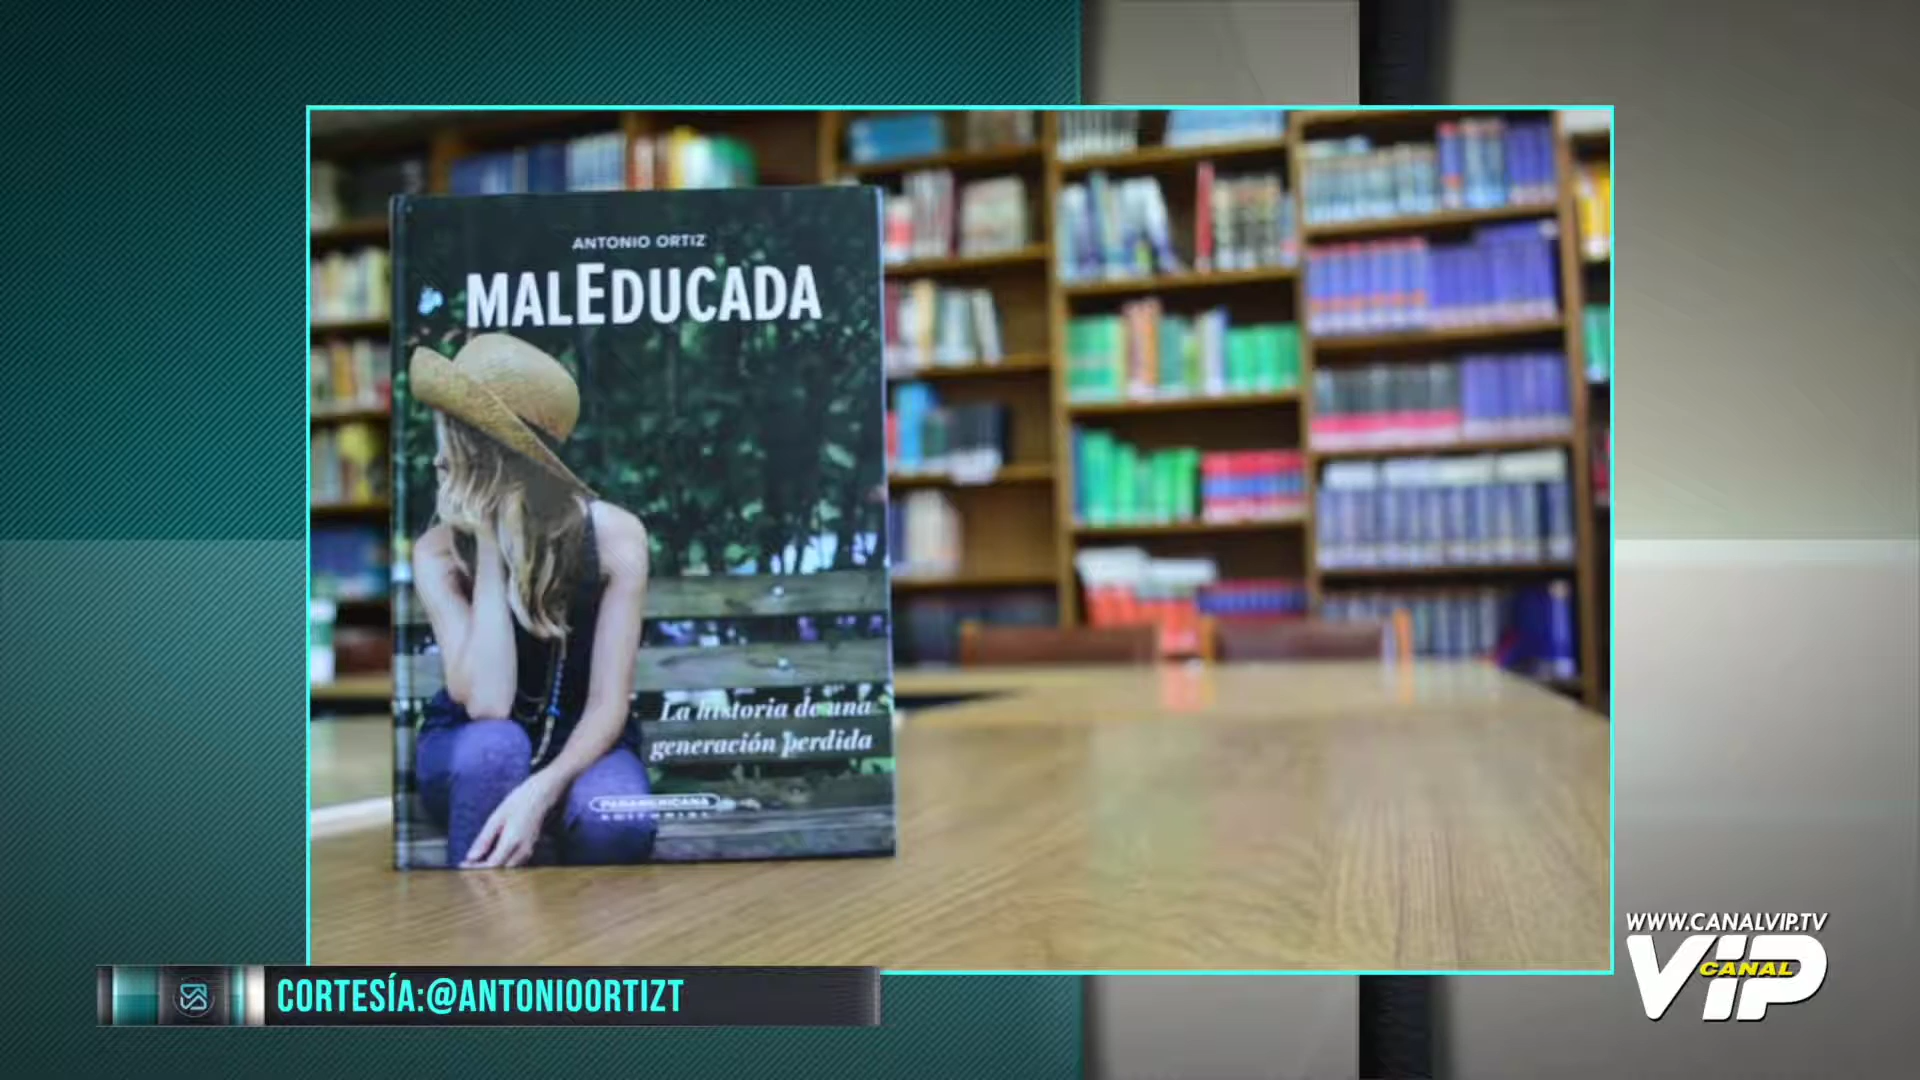 ANTONIO ORTIZ
MALEDUCADA
La historia de una
generación perdida
PANAMERICANA
EDITORIAL
CORTESÍA:@ANTONIOORTIZT
WWW.CANALVIP.TV
VIP
CANAL